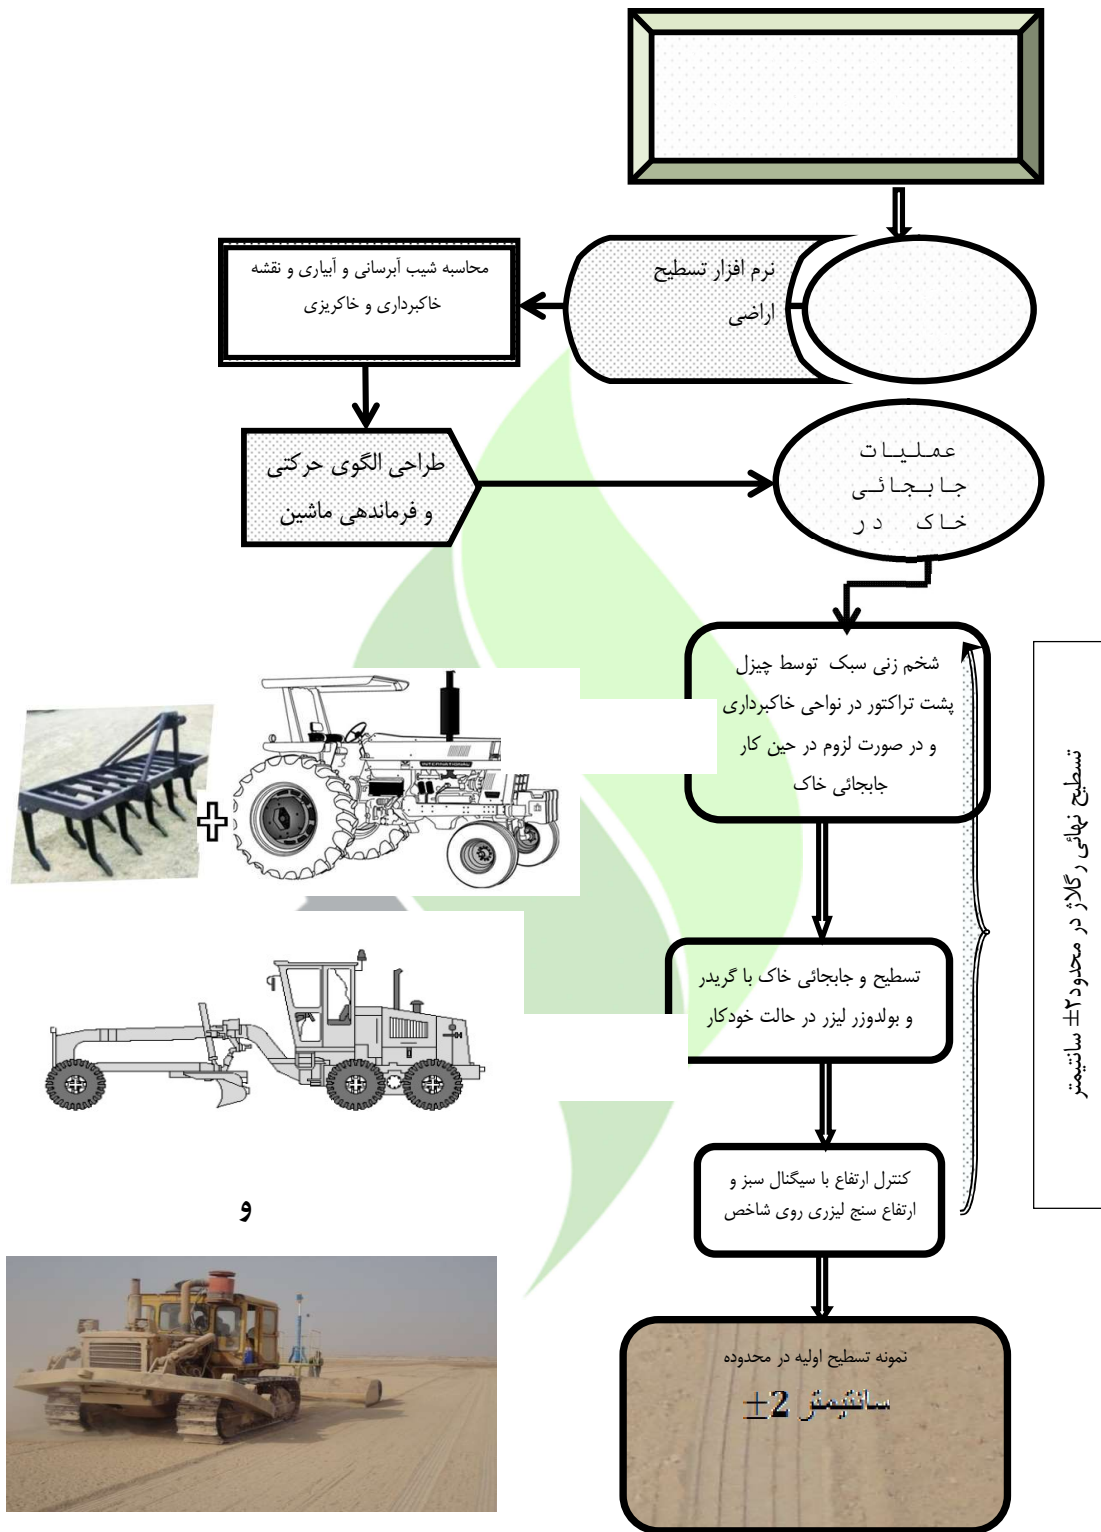 نرم افزار تسطیح
اراضی
محاسبه شیب آبرسانی و آبیاری و نقشه
خاکبرداری و خاکریزی
طراحی الگوی حرکتی
و فرماندهی ماشین
عملیات
جابجائی
خاک در
شخم زنی سبک توسط چیزل
پشت تراکتور در نواحی خاکبرداری
و در صورت لزوم در حین کار
جابجائی خاک
تسطیح نهائی رگلاژ در محدود۲± سانتیمتر
INTERNATIONAL
تسطیح و جابجائی خاک با گریدر
و بولدوزر لیزر در حالت خودکار
کنترل ارتفاع با سیگنال سبز و
ارتفاع سنج لیزری روی شاخص
و
نمونه تسطیح اولیه در محدوده
سانتیمتر 2±